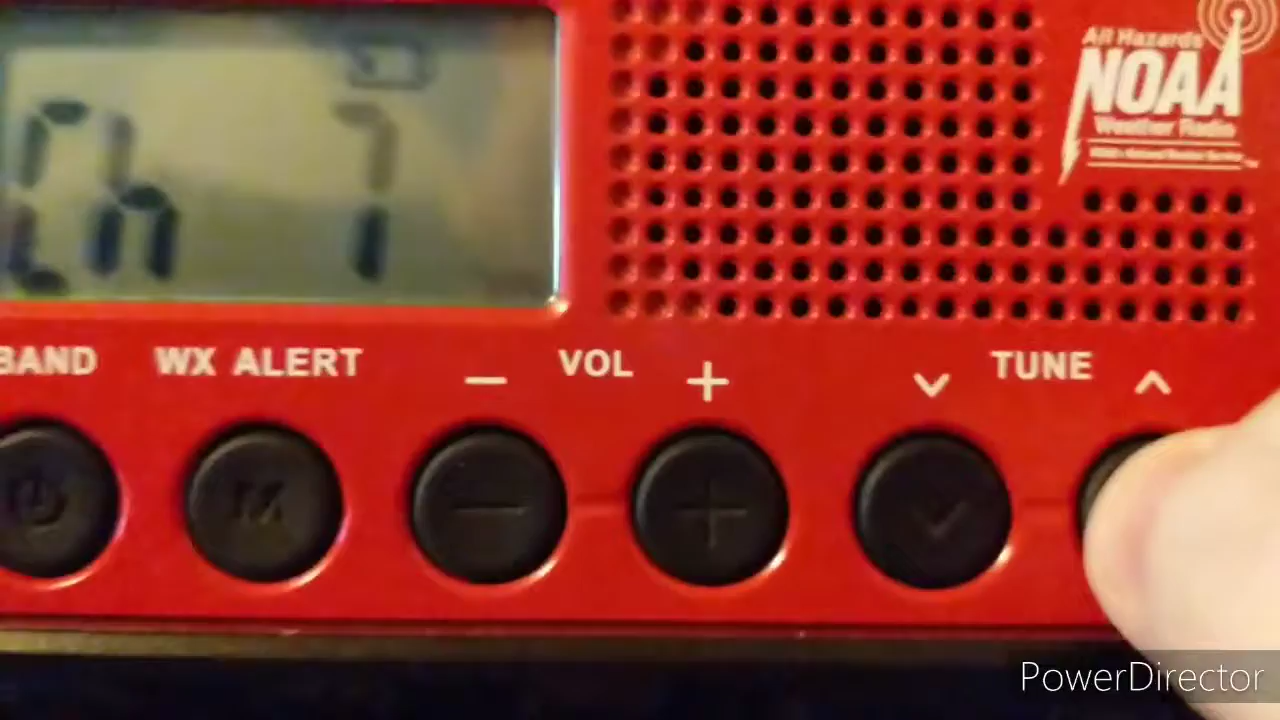 Ch 7
All Hazards
NOAA
Weather Radio
BAND
WX ALERT
− VOL +
TUNE
PowerDirector